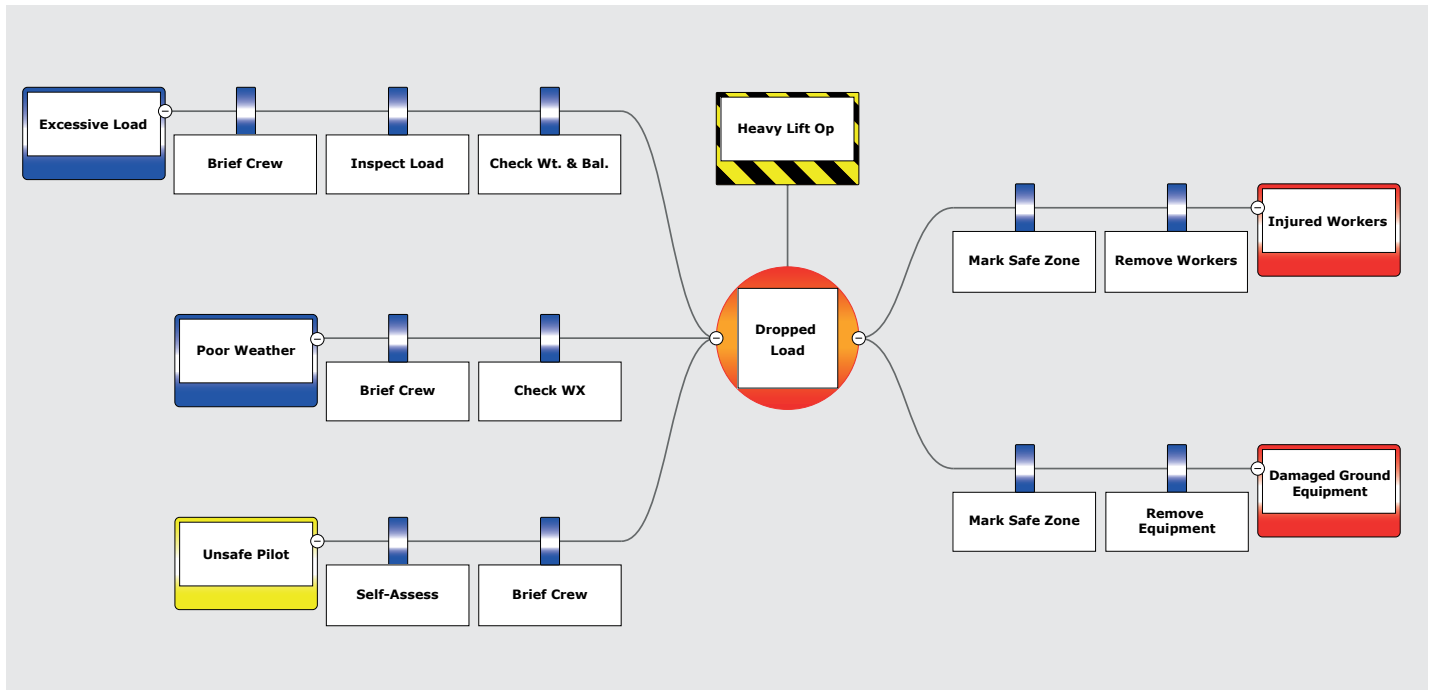 Excessive Load
Brief Crew
Inspect Load
Check Wt. & Bal.
Heavy Lift Op
Mark Safe Zone
Remove Workers
Injured Workers
Poor Weather
Brief Crew
Check WX
Dropped
Load
Mark Safe Zone
Remove
Equipment
Damaged Ground
Equipment
Unsafe Pilot
Self-Assess
Brief Crew